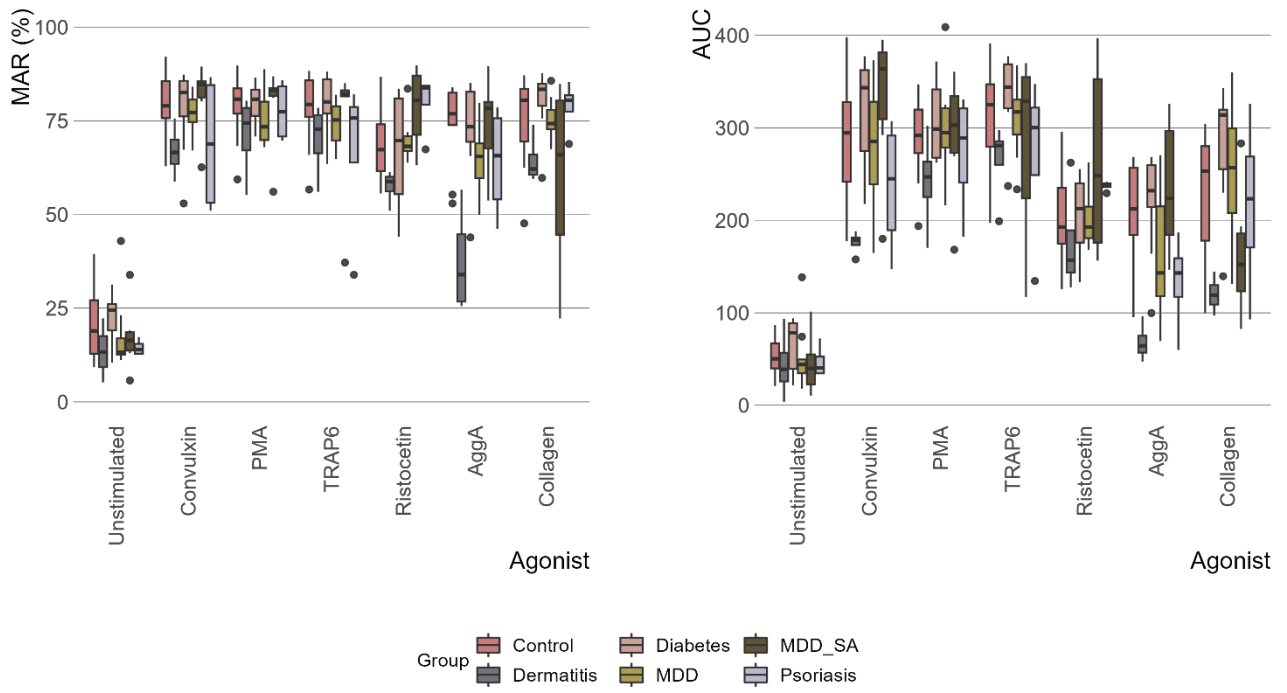 MAR (%)
100
75
50
25
0
Unstimulated
Convulxin
PMA
TRAP6
Ristocetin
AggA
Collagen
Agonist
AUC
400
300
200
100
0
Unstimulated
Convulxin
PMA
TRAP6
Ristocetin
AggA
Collagen
Agonist
Group
Control
Diabetes
MDD_SA
Dermatitis
MDD
Psoriasis